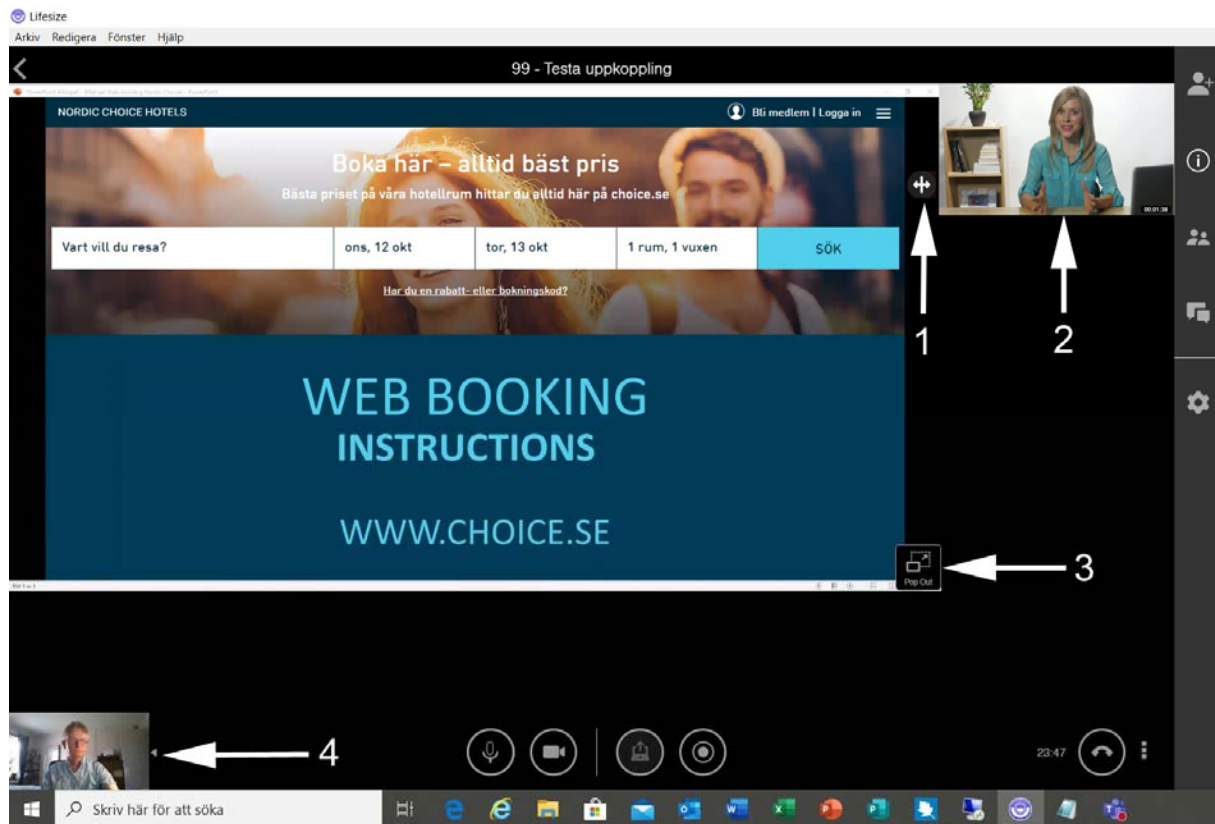 Lifesize
Arkiv Redigera Fönster Hjälp
99 - Testa uppkoppling
NORDIC CHOICE HOTELS
Bli medlem | Logga in
Boka här – alltid bäst pris
Bästa priset på våra hotellrum hittar du alltid här på choice.se
Vart vill du resa? ons, 12 okt tor, 13 okt 1 rum, 1 vuxen SÖK
Har du en rabatt- eller bokningskod?
00:01:38
1
2
WEB BOOKING
INSTRUCTIONS
WWW.CHOICE.SE
Pop Out
3
4
23:47
Skriv här för att söka